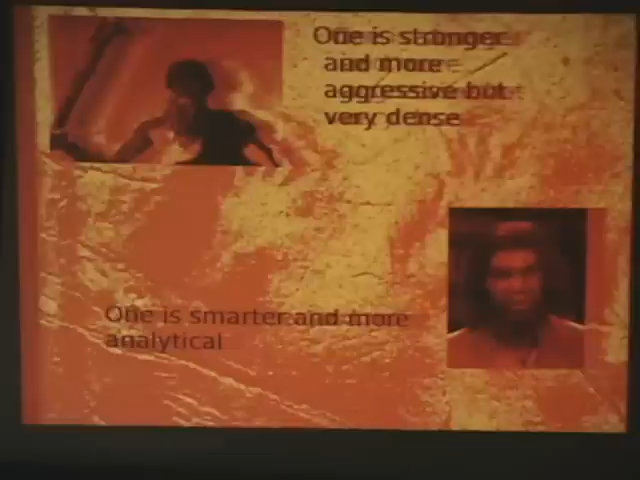 One is stronger
and more
aggressive but
very dense
One is smarter and more
analytical